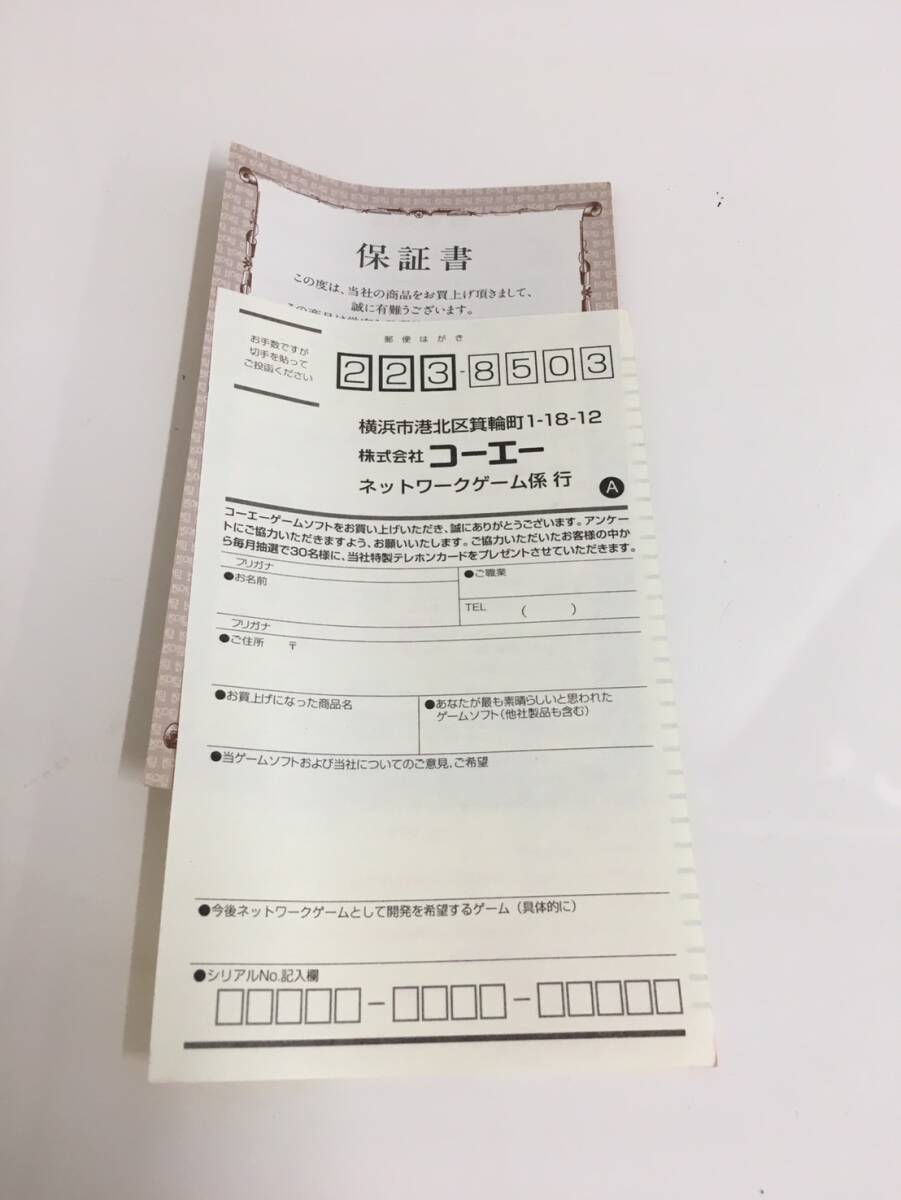 保証書
この度は、当社の商品をお買上げ頂きまして、
誠に有難うございます。
お手数ですが
切手を貼って
ご投函ください
郵便はがき
223-8503
横浜市港北区箕輪町1-18-12
株式会社 コーエー
ネットワークゲーム係 行
A
コーエーゲームソフトをお買い上げいただき、誠にありがとうございます。アンケー
トにご協力いただきますよう、お願いいたします。ご協力いただいたお客様の中か
ら毎月抽選で30名様に、当社特製テレホンカードをプレゼントさせていただきます。
フリガナ
●お名前
●ご職業
TEL ( )
フリガナ
●ご住所 〒
●お買上げになった商品名
●あなたが最も素晴らしいと思われた
ゲームソフト(他社製品も含む)
●当ゲームソフトおよび当社についてのご意見、ご希望
●今後ネットワークゲームとして開発を希望するゲーム (具体的に)
●シリアルNo.記入欄